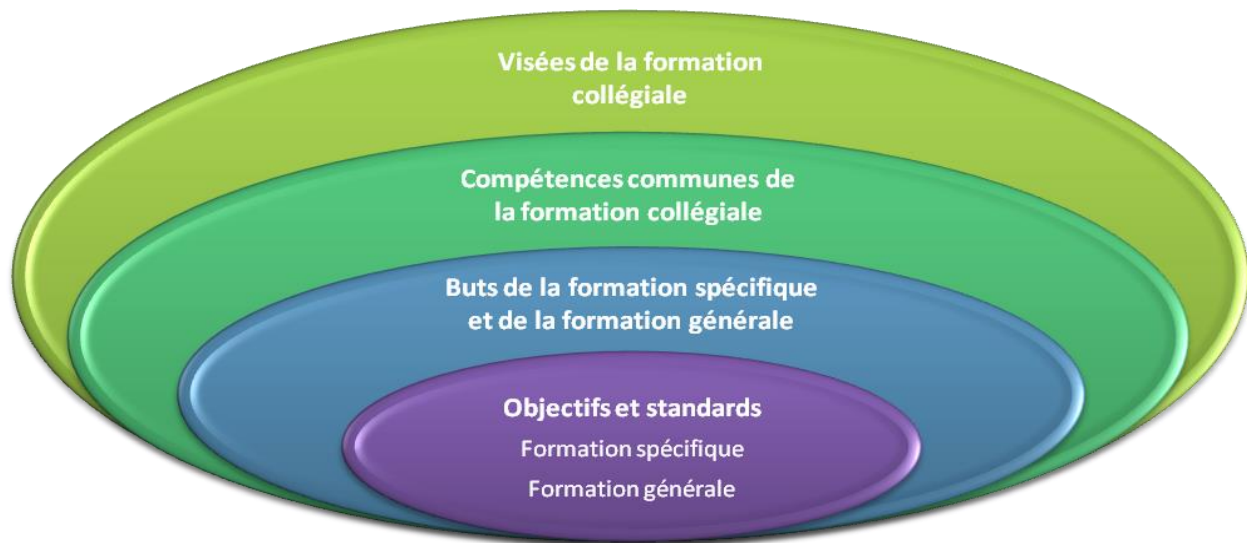 Visées de la formation
collégiale
Compétences communes de
la formation collégiale
Buts de la formation spécifique
et de la formation générale
Objectifs et standards
Formation spécifique
Formation générale